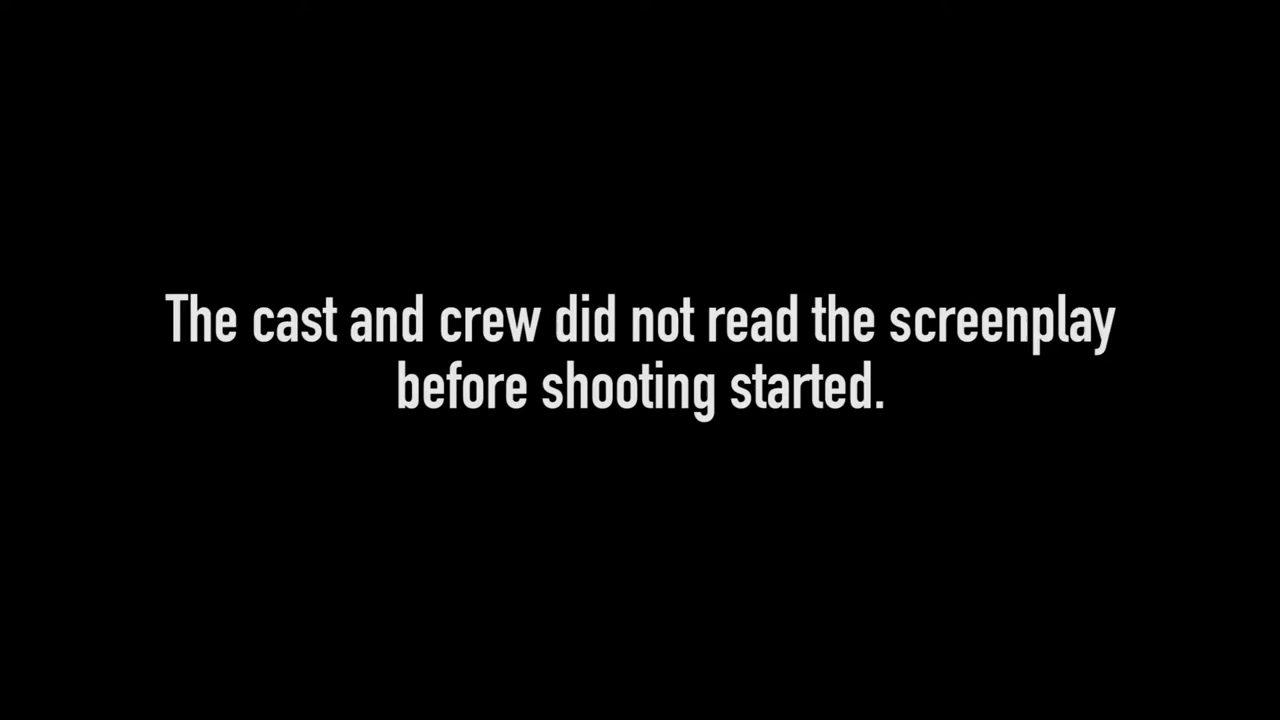 The cast and crew did not read the screenplay
before shooting started.